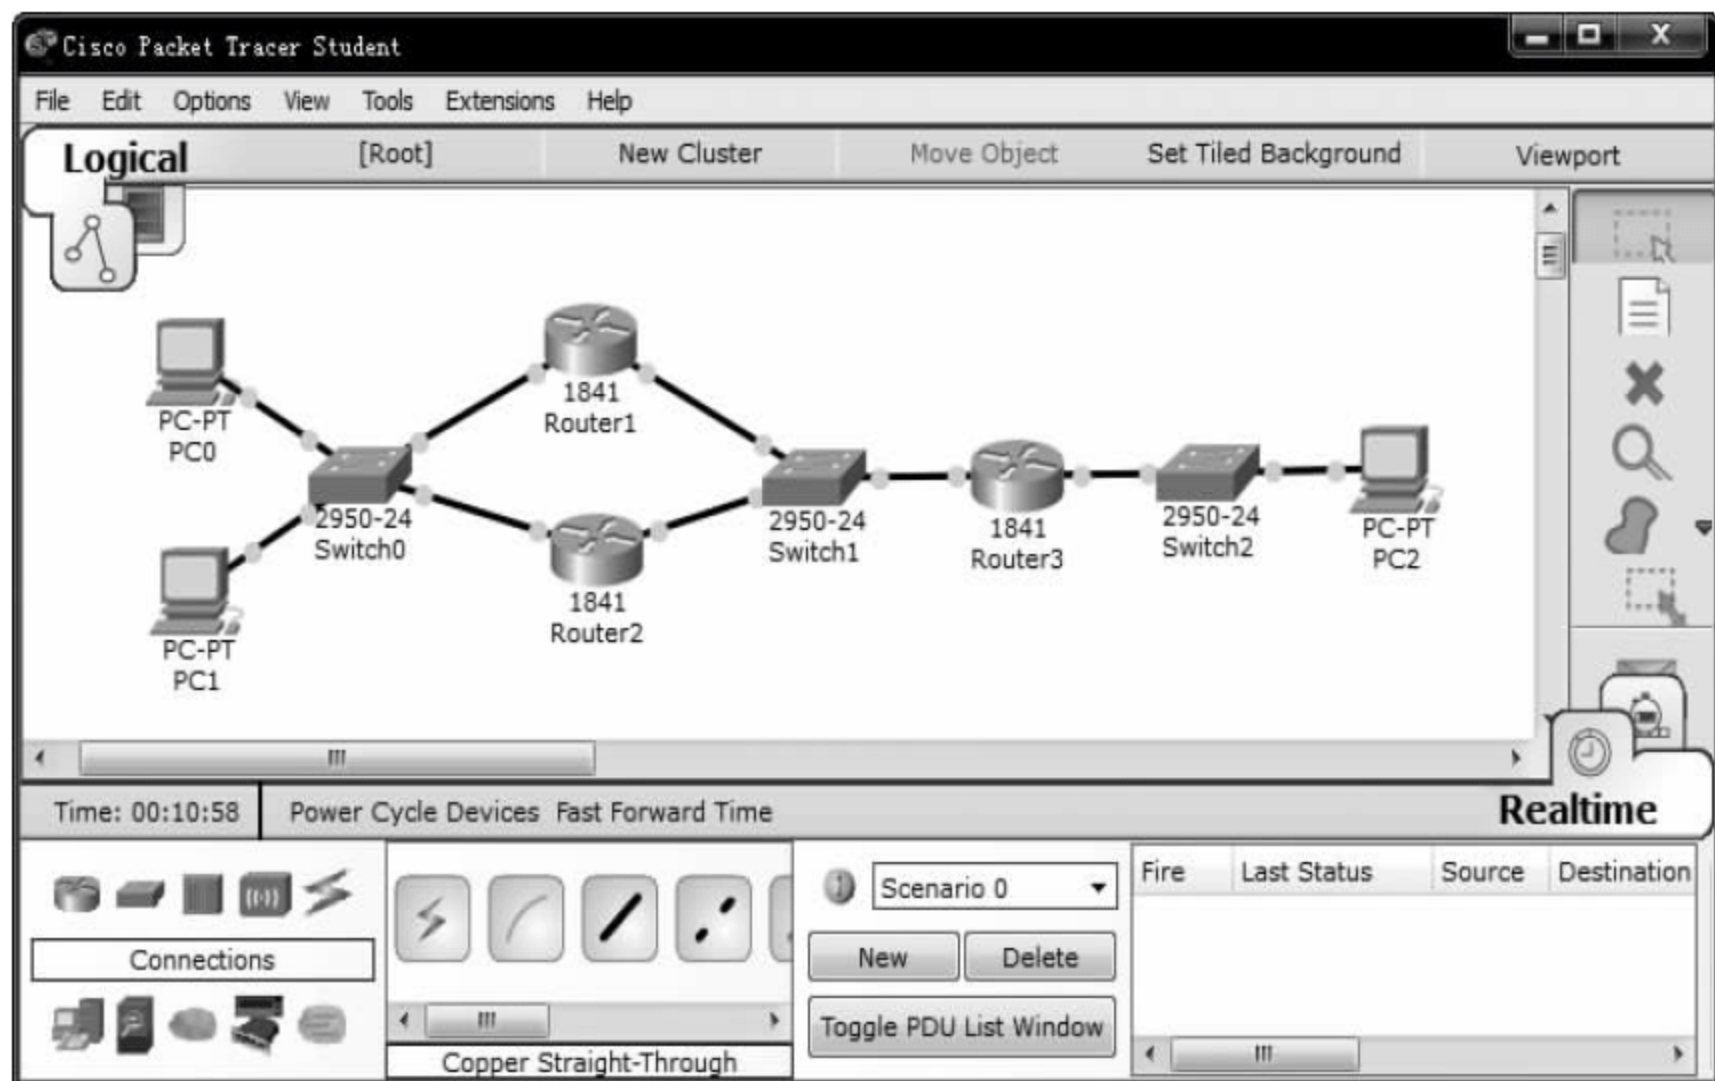 Cisco Packet Tracer Student
File Edit Options View Tools Extensions Help
Logical [Root] New Cluster Move Object Set Tiled Background Viewport
1841
Router1
PC-PT
PC0
2950-24
Switch0
2950-24
Switch1
1841
Router3
2950-24
Switch2
PC-PT
PC2
1841
Router2
PC-PT
PC1
Time: 00:10:58 Power Cycle Devices Fast Forward Time Realtime
Connections
Copper Straight-Through
Scenario 0
New Delete
Toggle PDU List Window
Fire Last Status Source Destination